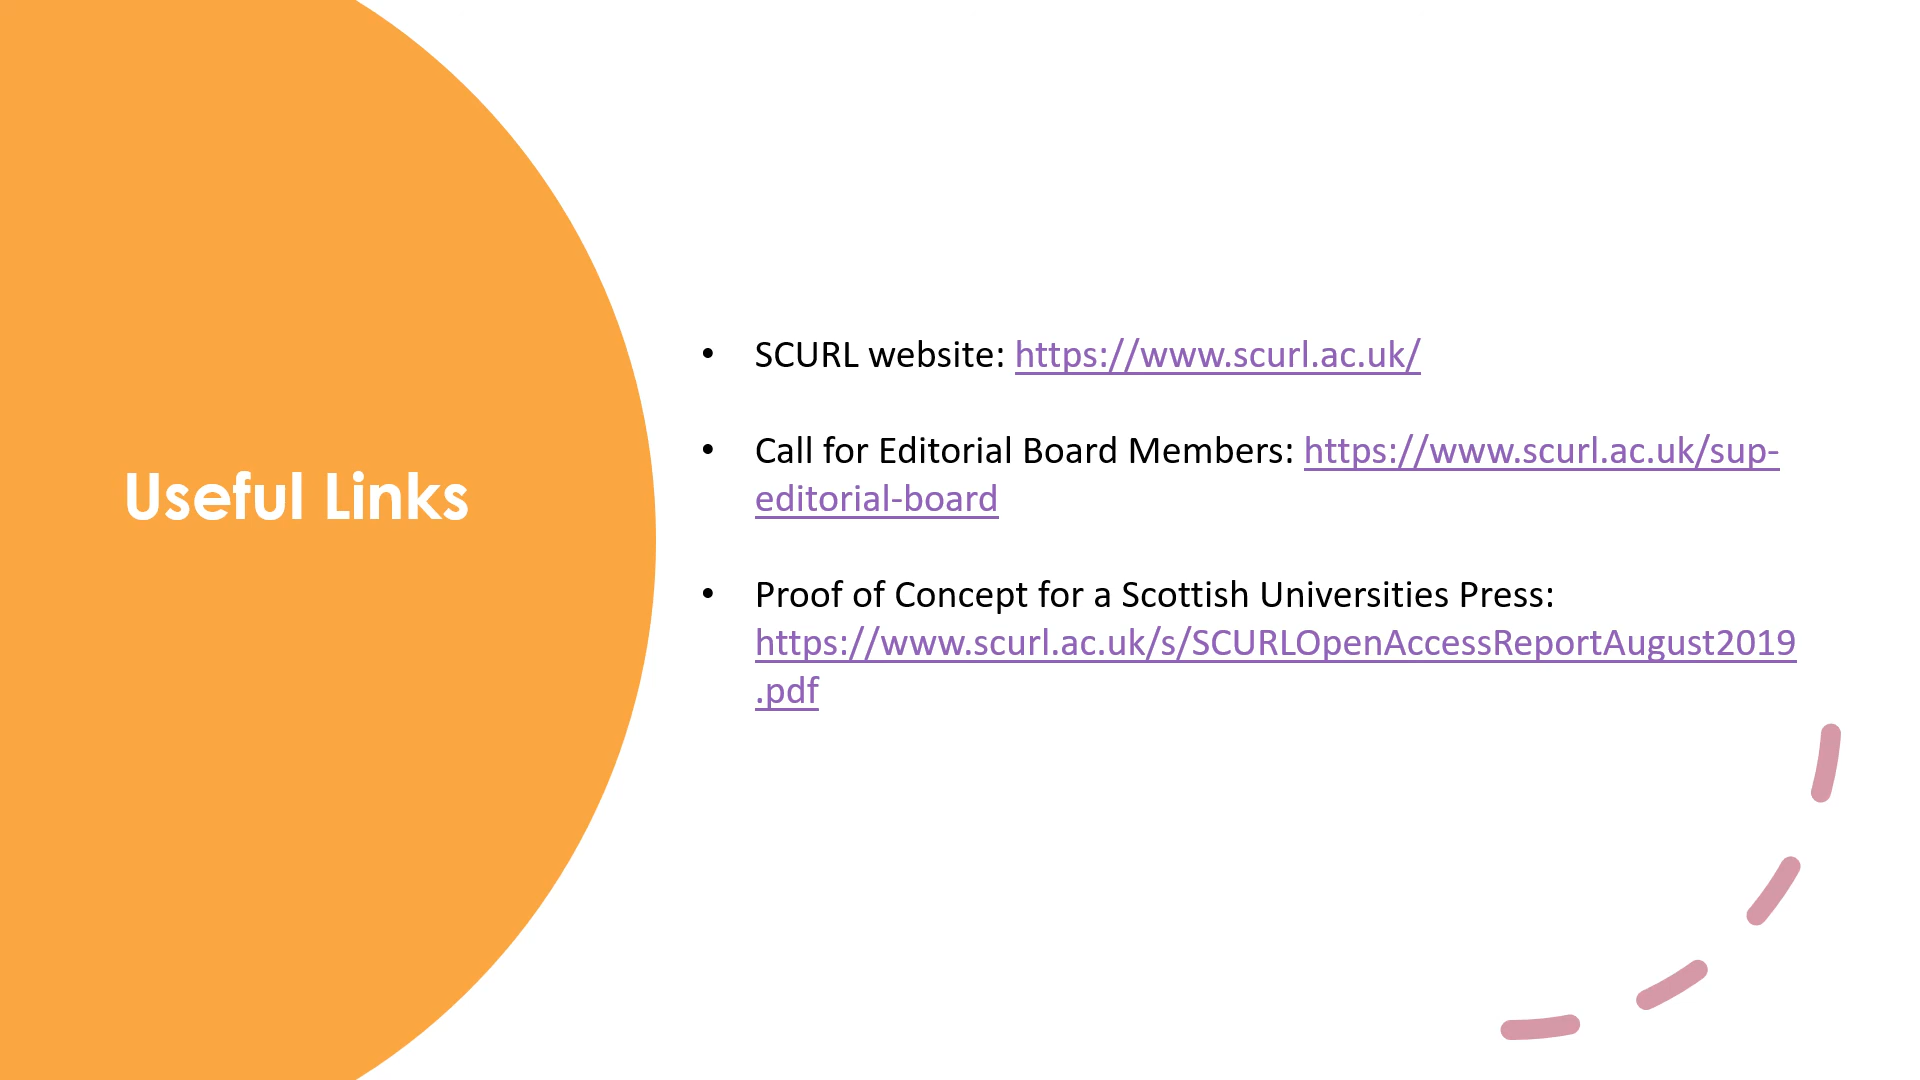 Useful Links
• SCURL website: https://www.scurl.ac.uk/
• Call for Editorial Board Members: https://www.scurl.ac.uk/sup-
editorial-board
• Proof of Concept for a Scottish Universities Press:
https://www.scurl.ac.uk/s/SCURLOpenAccessReportAugust2019
.pdf